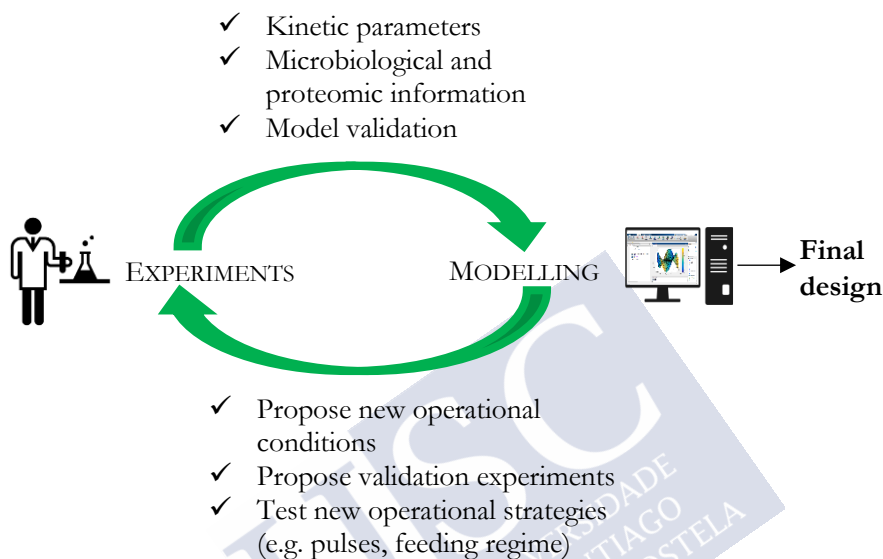 ✓ Kinetic parameters
✓ Microbiological and
proteomic information
✓ Model validation
EXPERIMENTS
MODELLING
Final
design
✓ Propose new operational
conditions
✓ Propose validation experiments
✓ Test new operational strategies
(e.g. pulses, feeding regime)
USC